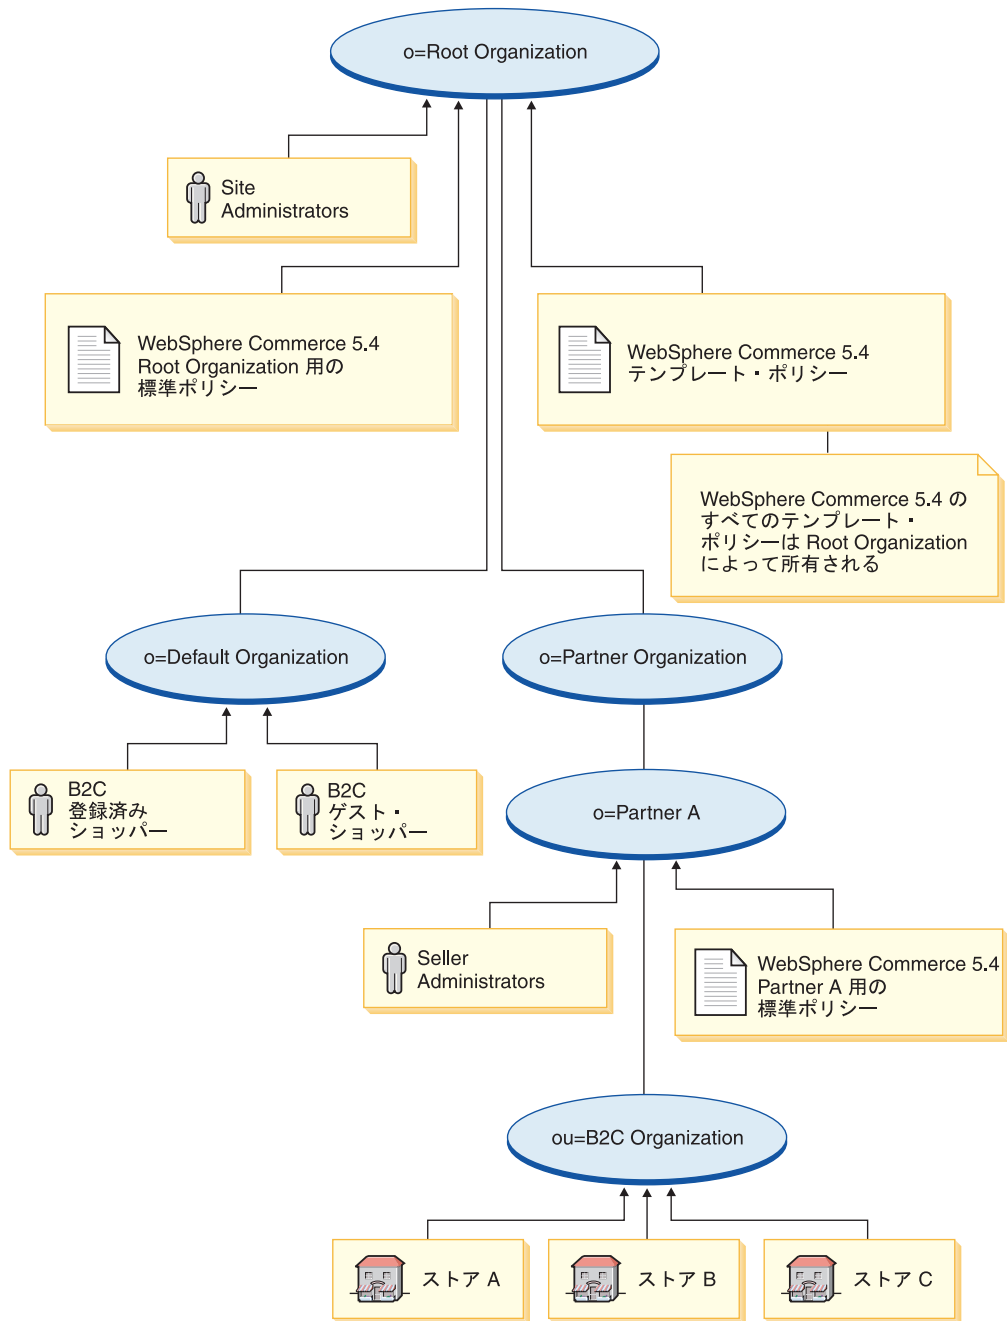 o=Root Organization
Site
Administrators
WebSphere Commerce 5.4
Root Organization 用の
標準ポリシー
WebSphere Commerce 5.4
テンプレート・ポリシー
WebSphere Commerce 5.4 の
すべてのテンプレート・
ポリシーは Root Organization
によって所有される
o=Default Organization
o=Partner Organization
B2C
登録済み
ショッパー
B2C
ゲスト・
ショッパー
o=Partner A
Seller
Administrators
WebSphere Commerce 5.4
Partner A 用の
標準ポリシー
ou=B2C Organization
ストア A
ストア B
ストア C